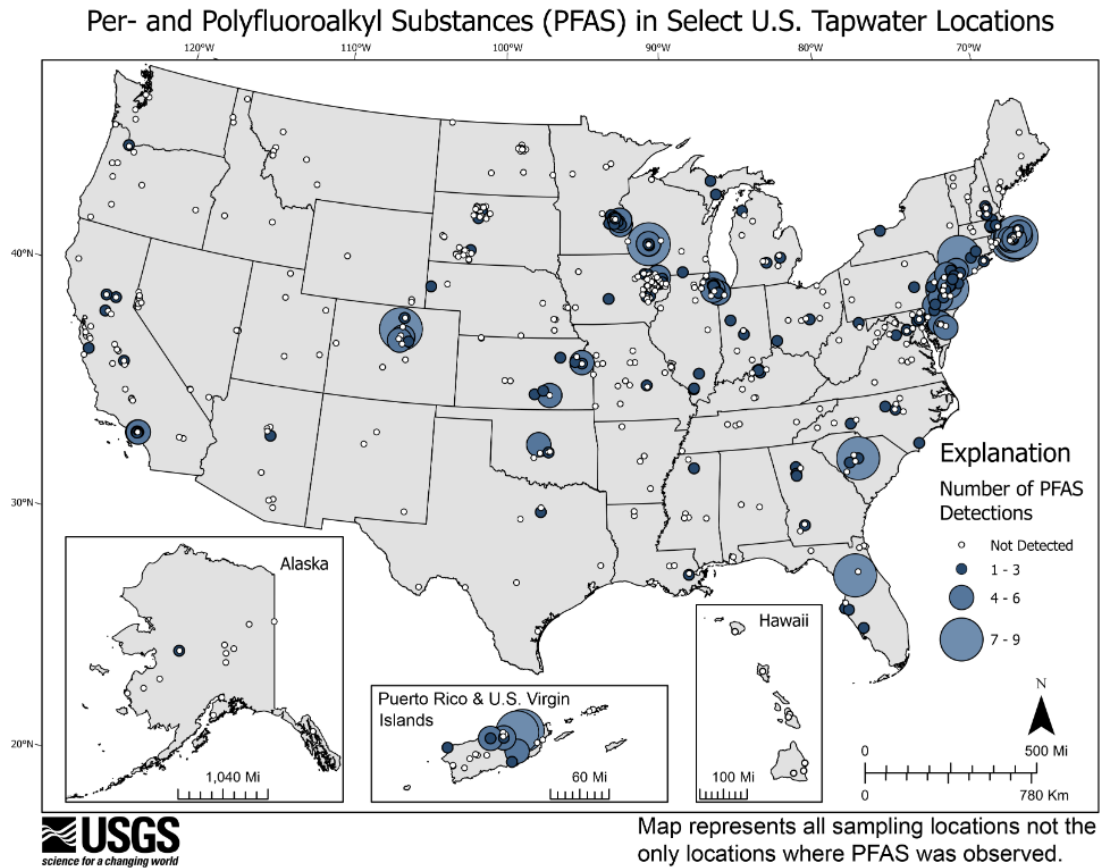 Per- and Polyfluoroalkyl Substances (PFAS) in Select U.S. Tapwater Locations
120°W
110°W
100°W
90°W
80°W
70°W
40°N
30°N
20°N
Explanation
Number of PFAS
Detections
Not Detected
1 - 3
4 - 6
7 - 9
Alaska
1,040 Mi
Puerto Rico & U.S. Virgin
Islands
60 Mi
Hawaii
100 Mi
N
0 500 Mi
0 780 Km
USGS
science for a changing world
Map represents all sampling locations not the
only locations where PFAS was observed.